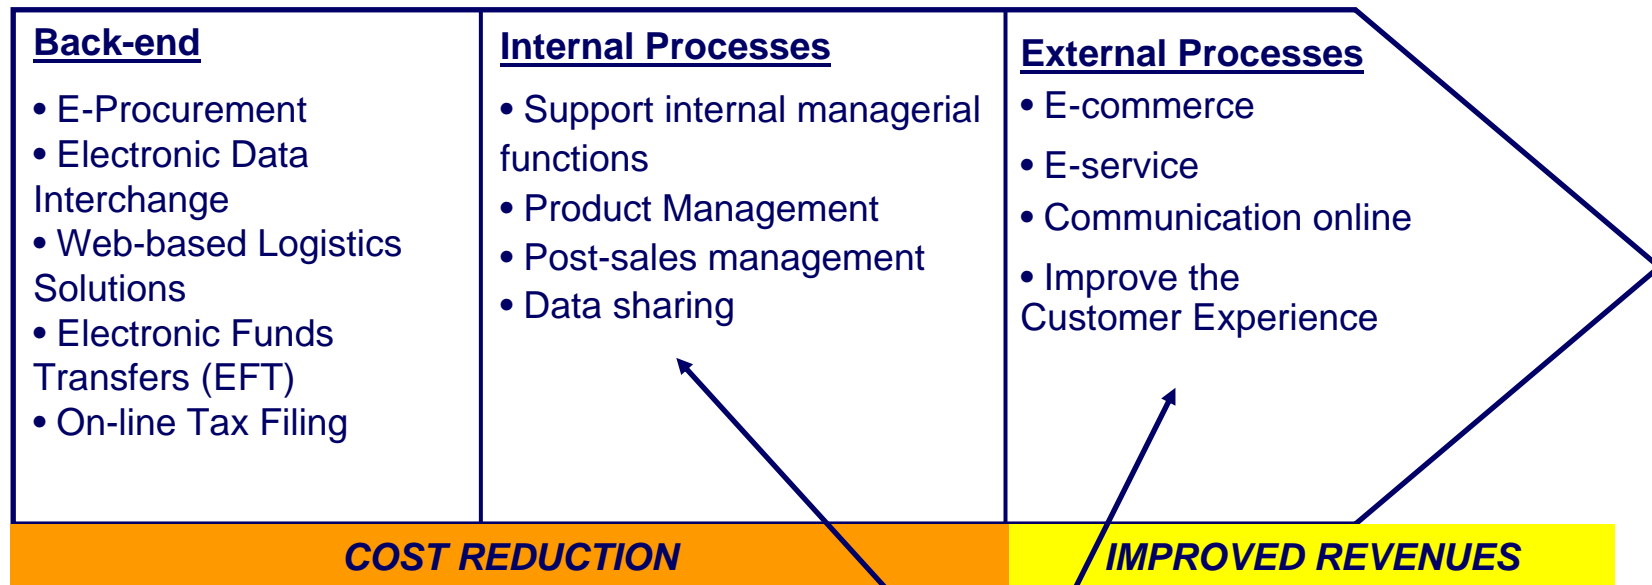 Back-end
• E-Procurement
• Electronic Data
Interchange
• Web-based Logistics
Solutions
• Electronic Funds
Transfers (EFT)
• On-line Tax Filing
Internal Processes
• Support internal managerial
functions
• Product Management
• Post-sales management
• Data sharing
External Processes
• E-commerce
• E-service
• Communication online
• Improve the
Customer Experience
COST REDUCTION
IMPROVED REVENUES